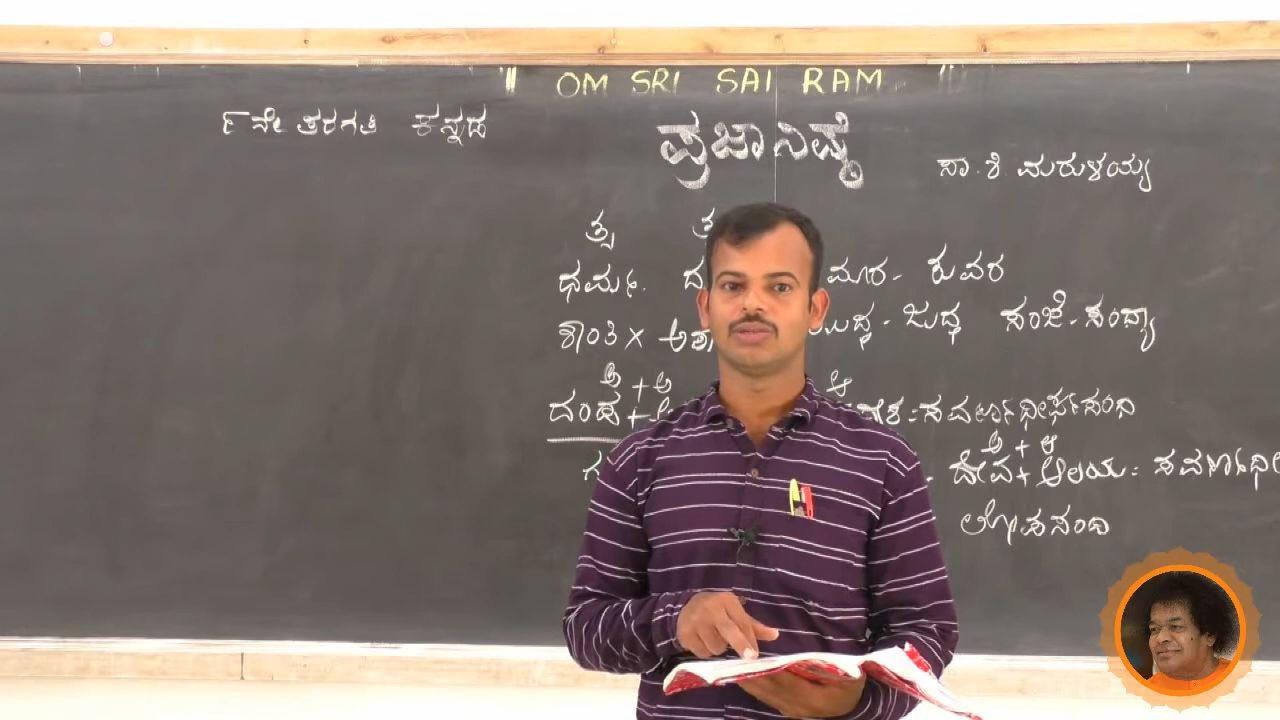 || OM SRI SAI RAM ||
೯ನೇ ತರಗತಿ ಕನ್ನಡ
ಪ್ರಜಾನಿಷ್ಠೆ
ಸಾ.ಶಿ ಮರುಳಯ್ಯ
ತ್ಸ ತ
ಧರ್ಮ. ದ ಮಾರ - ಕುವರ
ಶಾಂತಿ × ಅಶಾ ಯುದ್ಧ - ಜುದ್ಧ ಸಂಜೆ - ಸಂಧ್ಯಾ
ಅ + ಅ ಆ
+ ಸವರ್ಣದೀರ್ಘಸಂಧಿ
ಅ + ಆ
ದೇವ + ಆಲಯ = ಸವರ್ಣದೀ
ಲೋಪಸಂಧಿ